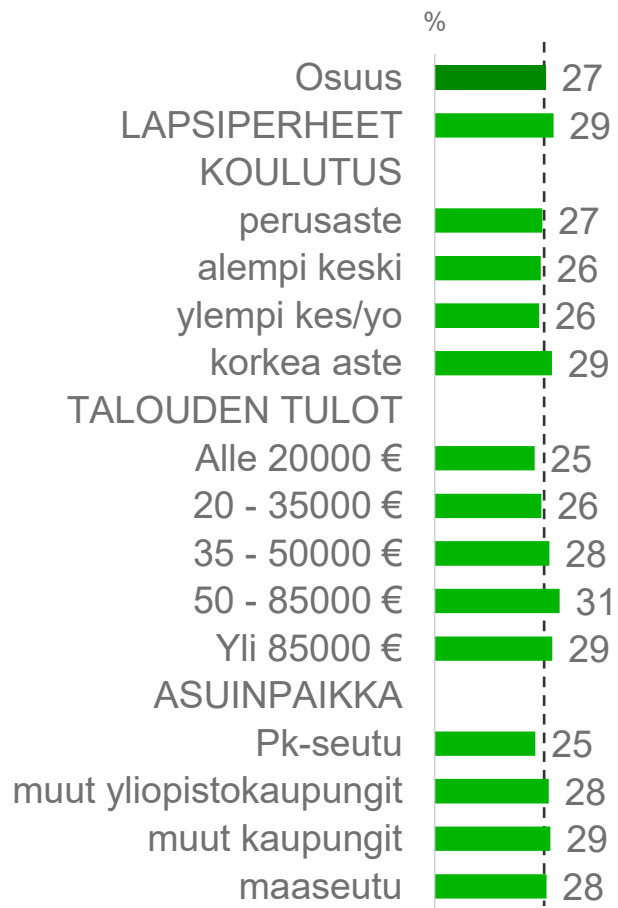 %
Osuus 27
LAPSIPERHEET 29
KOULUTUS
perusaste 27
alempi keski 26
ylempi kes/yo 26
korkea aste 29
TALOUDEN TULOT
Alle 20000 € 25
20 - 35000 € 26
35 - 50000 € 28
50 - 85000 € 31
Yli 85000 € 29
ASUINPAIKKA
Pk-seutu 25
muut yliopistokaupungit 28
muut kaupungit 29
maaseutu 28